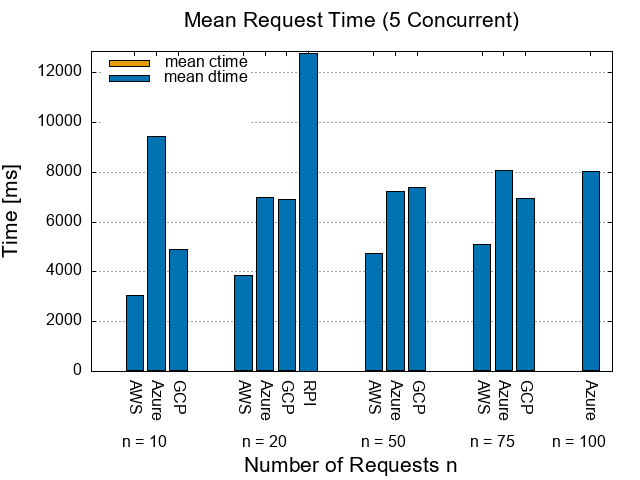 Mean Request Time (5 Concurrent)
mean ctime
mean dtime
12000
10000
8000
6000
4000
2000
0
Time [ms]
AWS Azure GCP AWS Azure GCP RPI AWS Azure GCP AWS Azure GCP Azure
n = 10 n = 20 n = 50 n = 75 n = 100
Number of Requests n